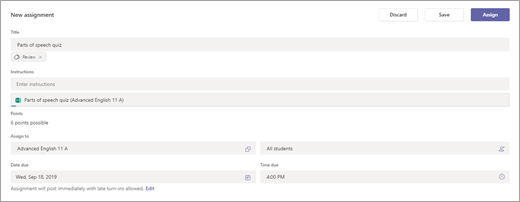 New assignment
Discard
Save
Assign
Title
Parts of speech quiz
Review ×
Instructions
Enter instructions
Parts of speech quiz (Advanced English 11 A)
Points
6 points possible
Assign to
Advanced English 11 A
All students
Date due
Time due
Wed, Sep 18, 2019
4:00 PM
Assignment will post immediately with late turn-ins allowed. Edit